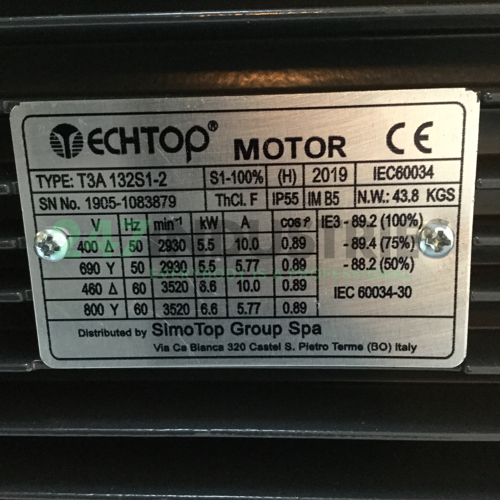 TECHTOP® MOTOR CE
TYPE: T3A 132S1-2 S1-100% (H) 2019 IEC60034
SN No. 1905-1083879 ThCl. F IP55 IM B5 N.W.: 43.8 KGS
V Hz min⁻¹ kW A cosφ IE3 - 89.2 (100%)
400 Δ 50 2930 5.5 10.0 0.89 - 89.4 (75%)
690 Y 50 2930 5.5 5.77 0.89 - 88.2 (50%)
460 Δ 60 3520 6.6 10.0 0.89 IEC 60034-30
800 Y 60 3520 6.6 5.77 0.89
Distributed by SimoTop Group Spa
Via Ca Bianca 320 Castel S. Pietro Terme (BO) Italy